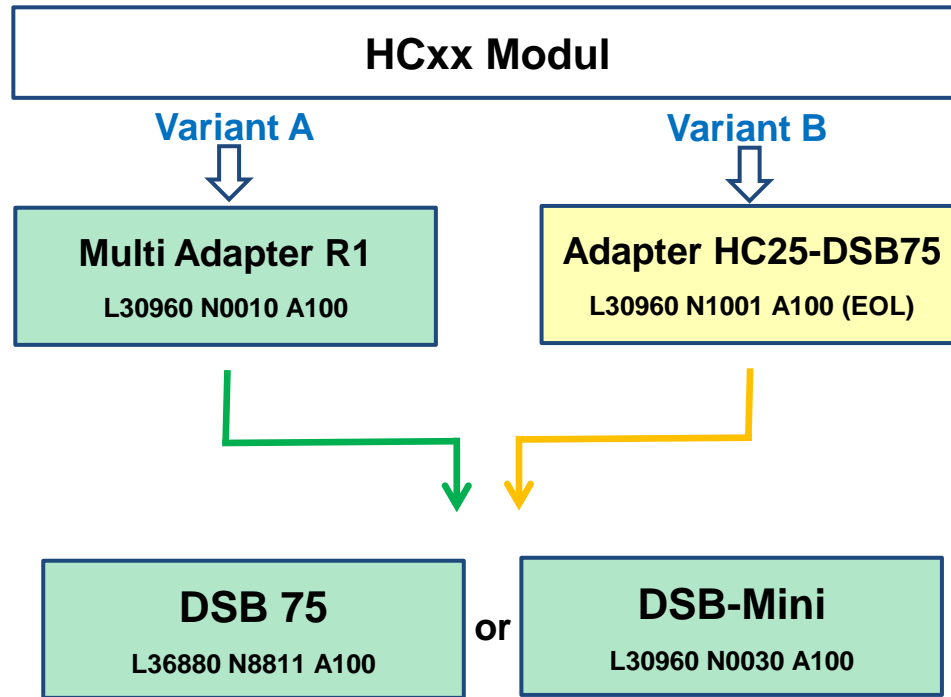 HCxx Modul
Variant A
Variant B
Multi Adapter R1
L30960 N0010 A100
Adapter HC25-DSB75
L30960 N1001 A100 (EOL)
DSB 75
L36880 N8811 A100
or
DSB-Mini
L30960 N0030 A100